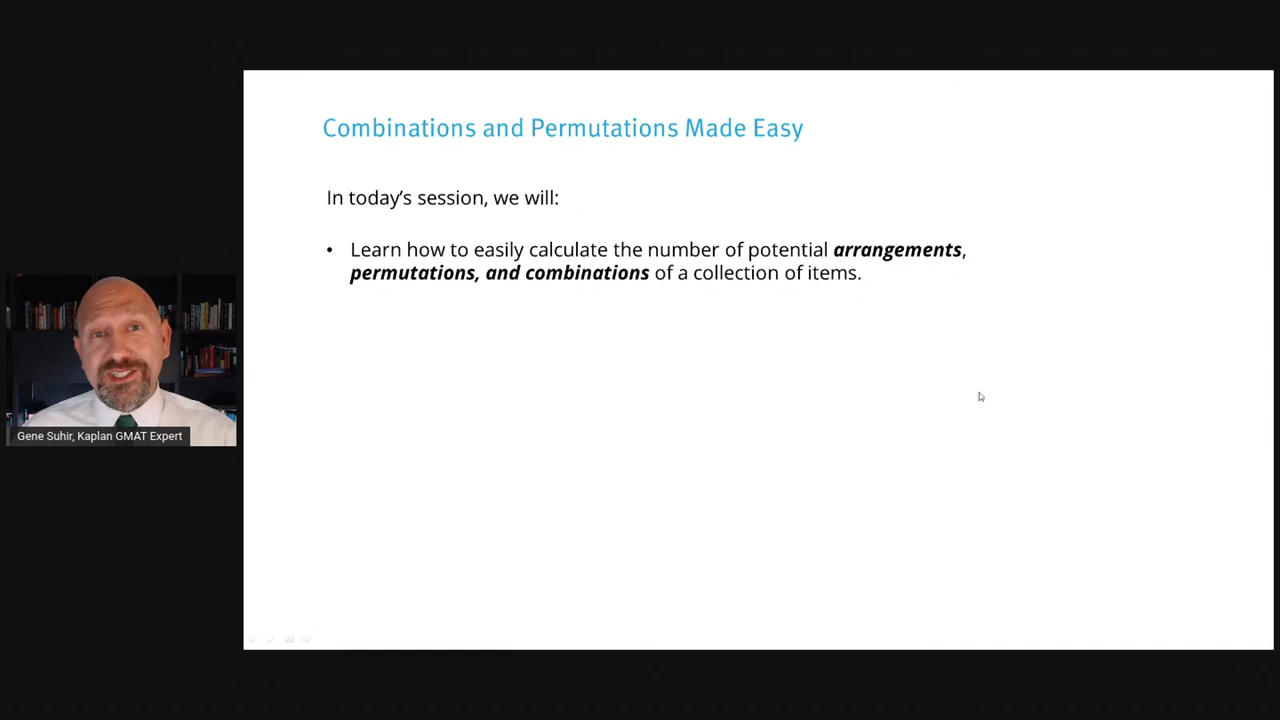 Combinations and Permutations Made Easy
In today's session, we will:
• Learn how to easily calculate the number of potential arrangements,
permutations, and combinations of a collection of items.
Gene Suhir, Kaplan GMAT Expert